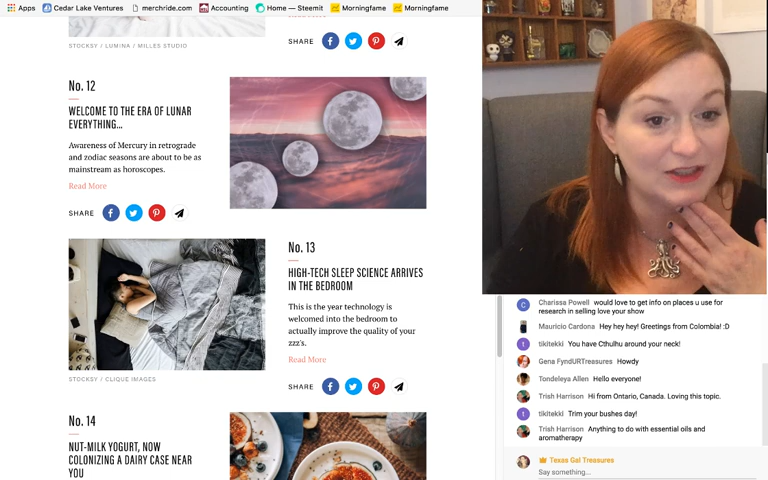 Apps Cedar Lake Ventures merchride.com Accounting Home — Steemit Morningfame Morningfame
STOCKSY / LUMINA / MILLES STUDIO
SHARE
No. 12
WELCOME TO THE ERA OF LUNAR
EVERYTHING...
Awareness of Mercury in retrograde
and zodiac seasons are about to be as
mainstream as horoscopes.
Read More
SHARE
No. 13
HIGH-TECH SLEEP SCIENCE ARRIVES
IN THE BEDROOM
This is the year technology is
welcomed into the bedroom to
actually improve the quality of your
zzz's.
Read More
STOCKSY / CLIQUE IMAGES
SHARE
No. 14
NUT-MILK YOGURT, NOW
COLONIZING A DAIRY CASE NEAR
YOU
C Charissa Powell would love to get info on places u use for
research in selling love your show
Mauricio Cardona Hey hey hey! Greetings from Colombia! :D
t tikitekki You have Cthulhu around your neck!
Gena FyndURTreasures Howdy
Tondeleya Allen Hello everyone!
Trish Harrison Hi from Ontario, Canada. Loving this topic.
t tikitekki Trim your bushes day!
Trish Harrison Anything to do with essential oils and
aromatherapy
Texas Gal Treasures
Say something...